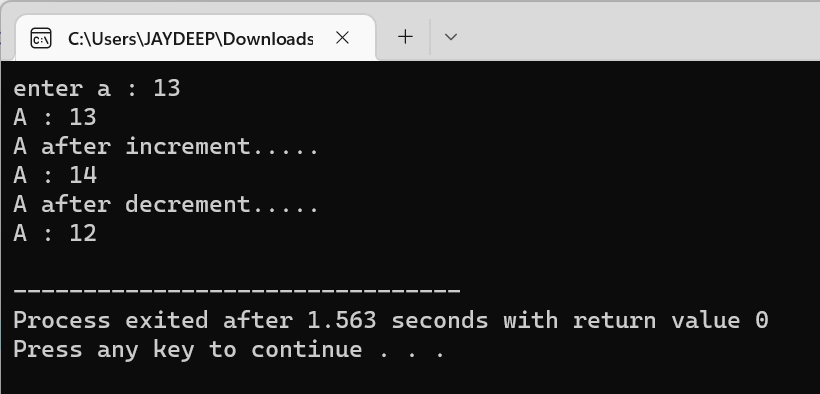 C:\Users\JAYDEEP\Downloads
enter a : 13
A : 13
A after increment.....
A : 14
A after decrement.....
A : 12
--------------------------------
Process exited after 1.563 seconds with return value 0
Press any key to continue . . .